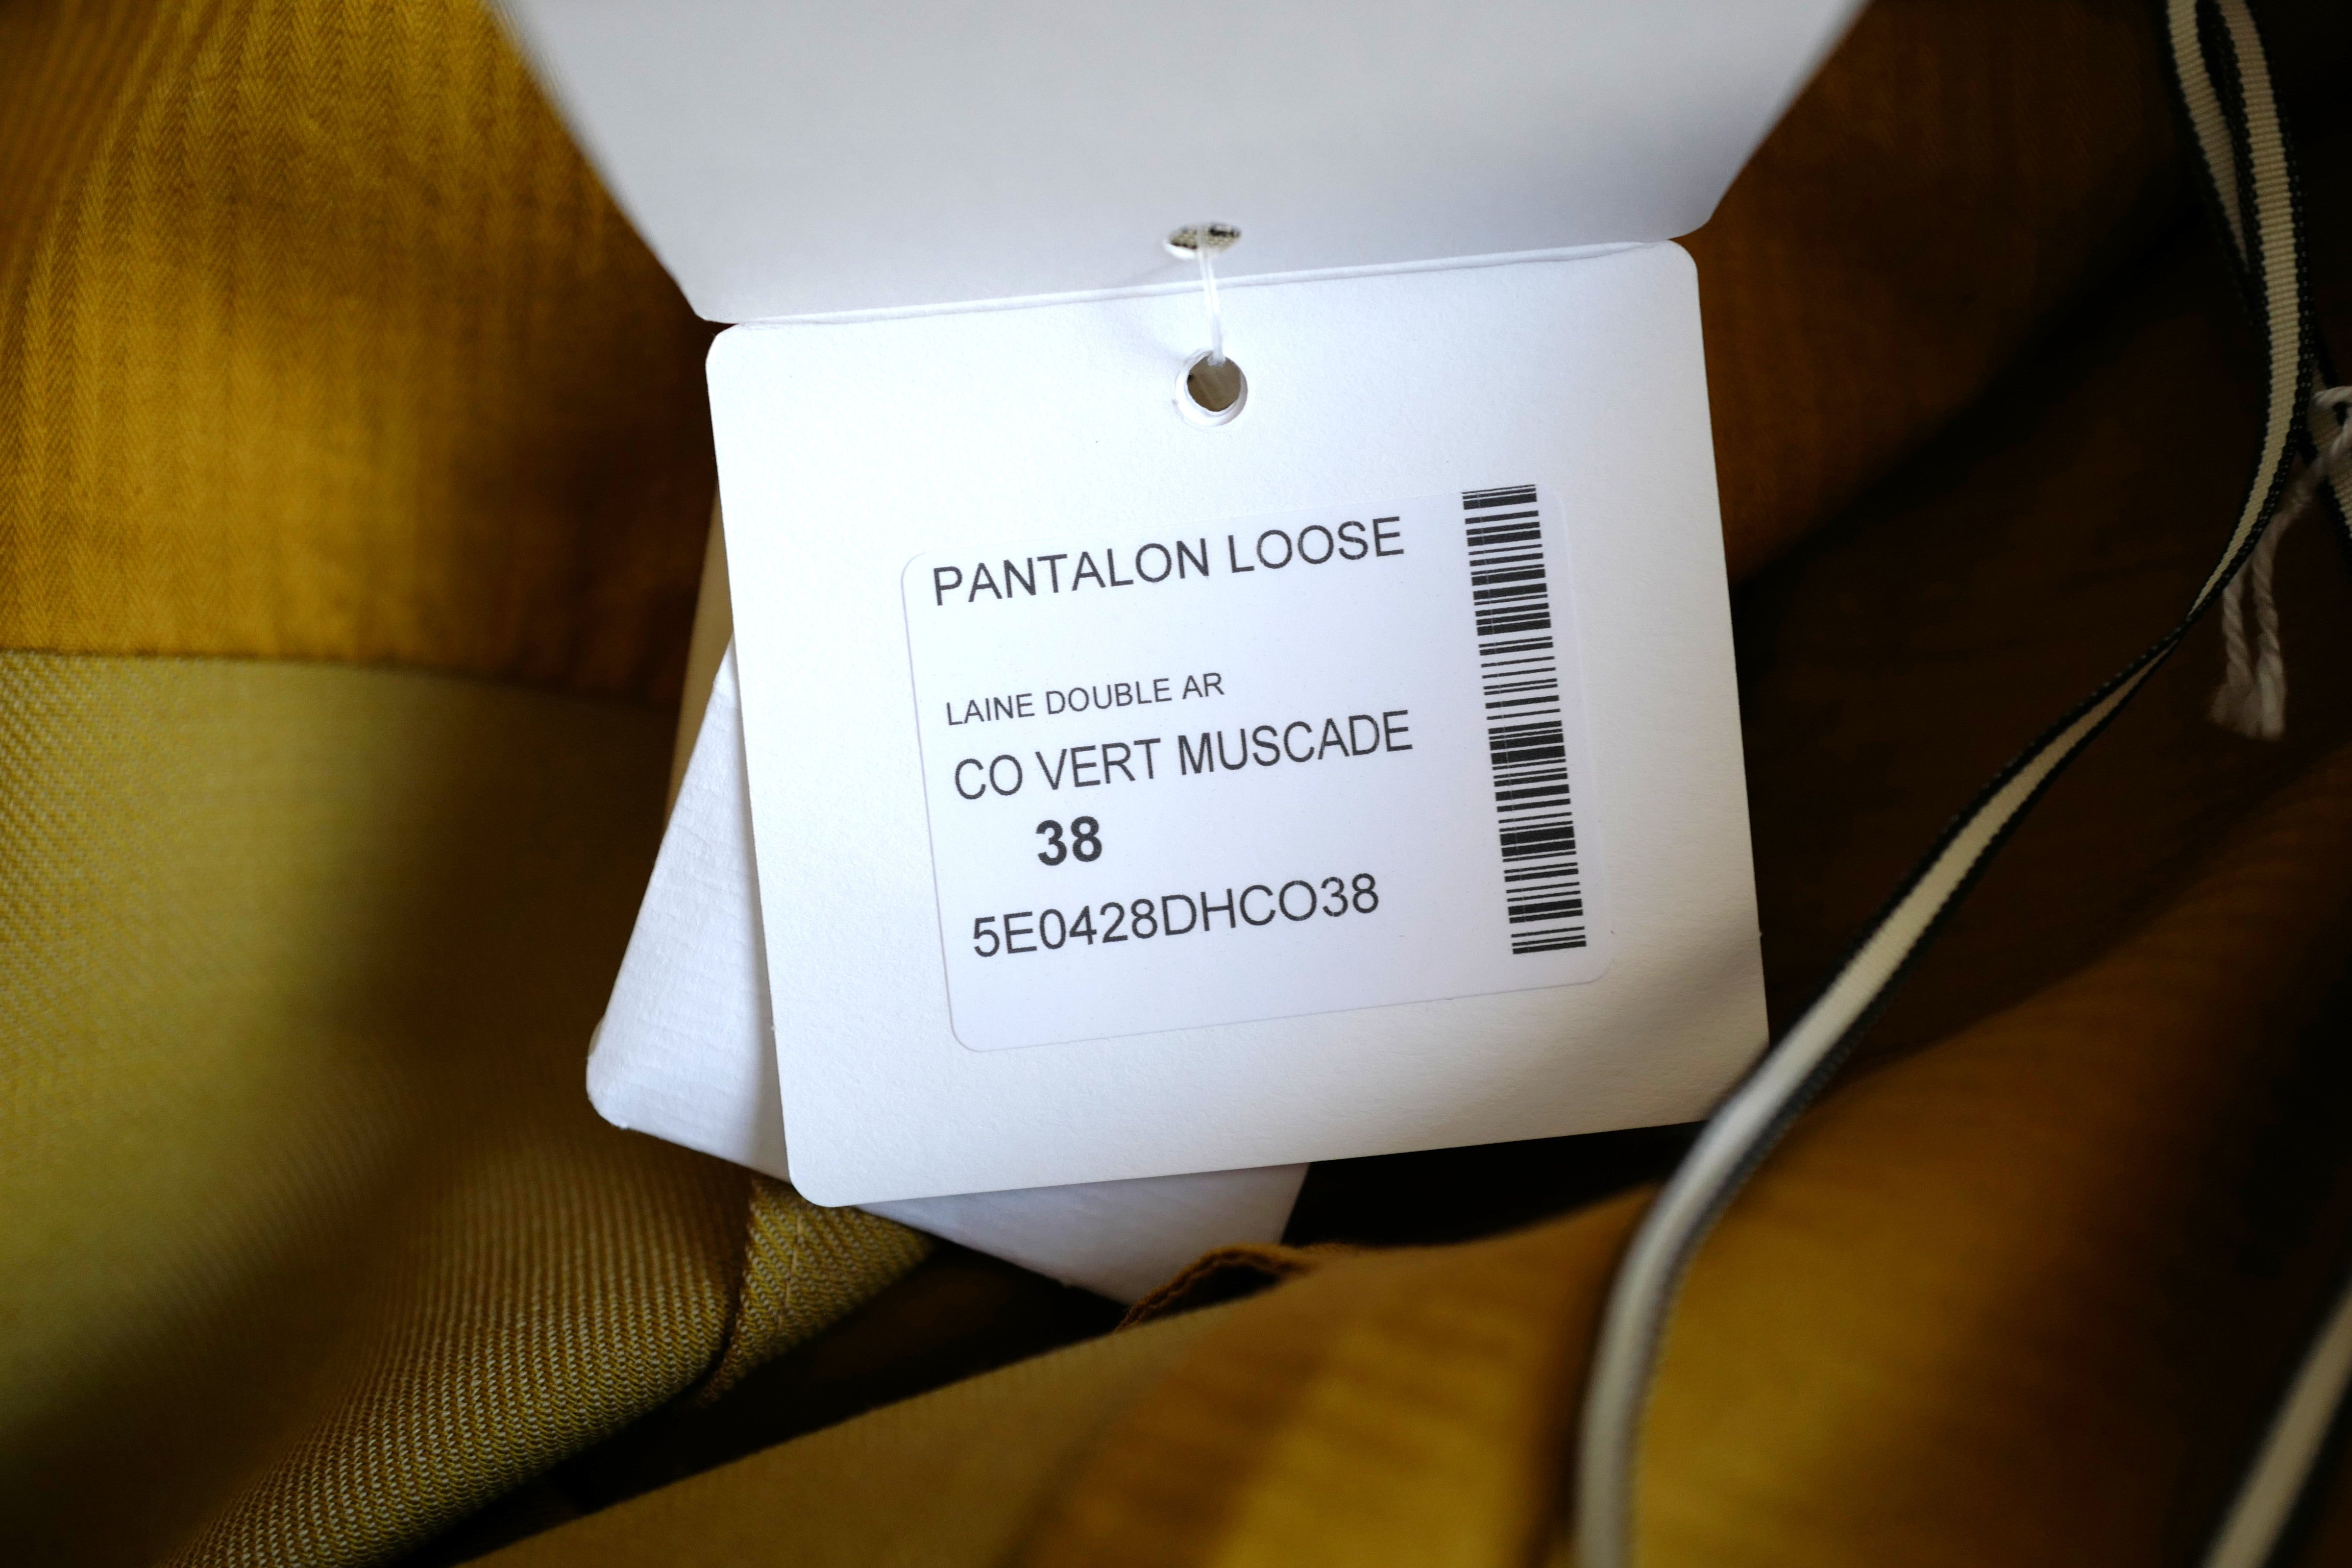 PANTALON LOOSE
LAINE DOUBLE AR
CO VERT MUSCADE
38
5E0428DHCO38